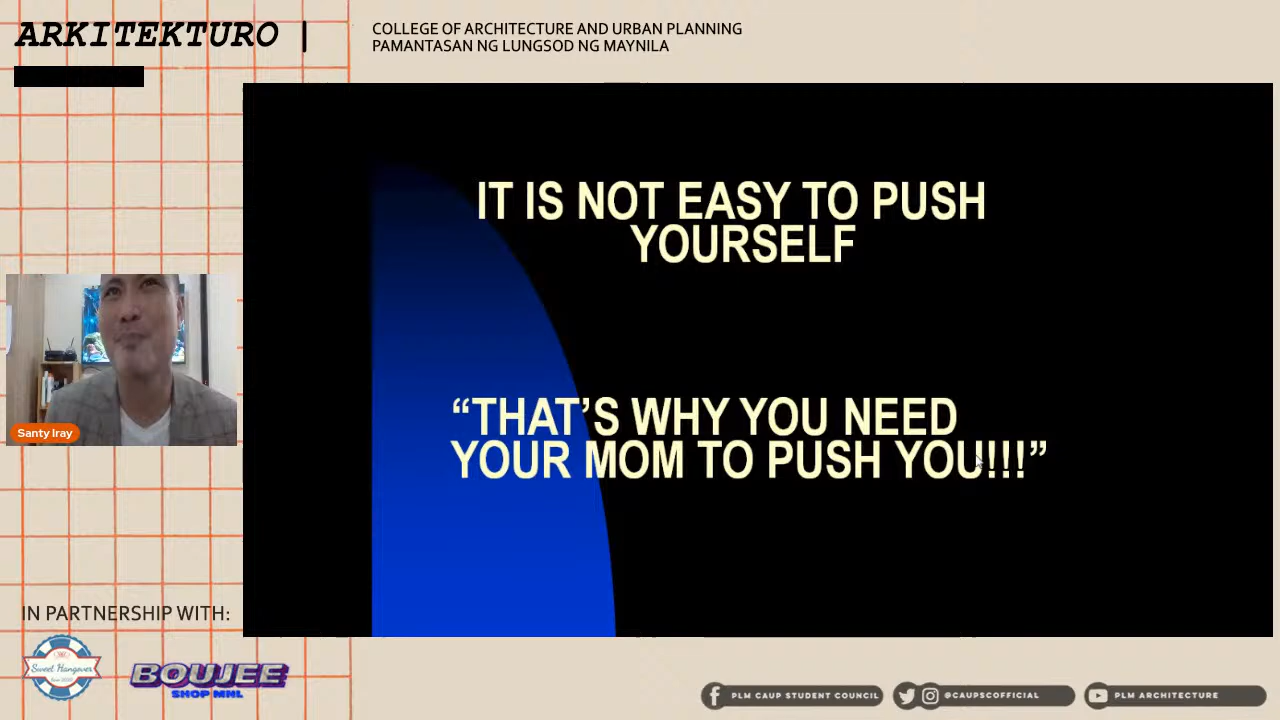 ARKITEKTURO |
COLLEGE OF ARCHITECTURE AND URBAN PLANNING
PAMANTASAN NG LUNGSOD NG MAYNILA
IT IS NOT EASY TO PUSH
YOURSELF
“THAT’S WHY YOU NEED
YOUR MOM TO PUSH YOU!!!”
Santy Iray
IN PARTNERSHIP WITH:
Sweet Hangover
BOUJEE
SHOP MNL
PLM CAUP STUDENT COUNCIL
@CAUPSCOFFICIAL
PLM ARCHITECTURE